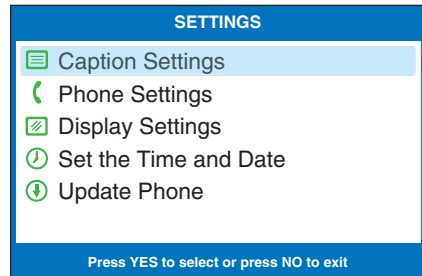 SETTINGS
Caption Settings
Phone Settings
Display Settings
Set the Time and Date
Update Phone
Press YES to select or press NO to exit